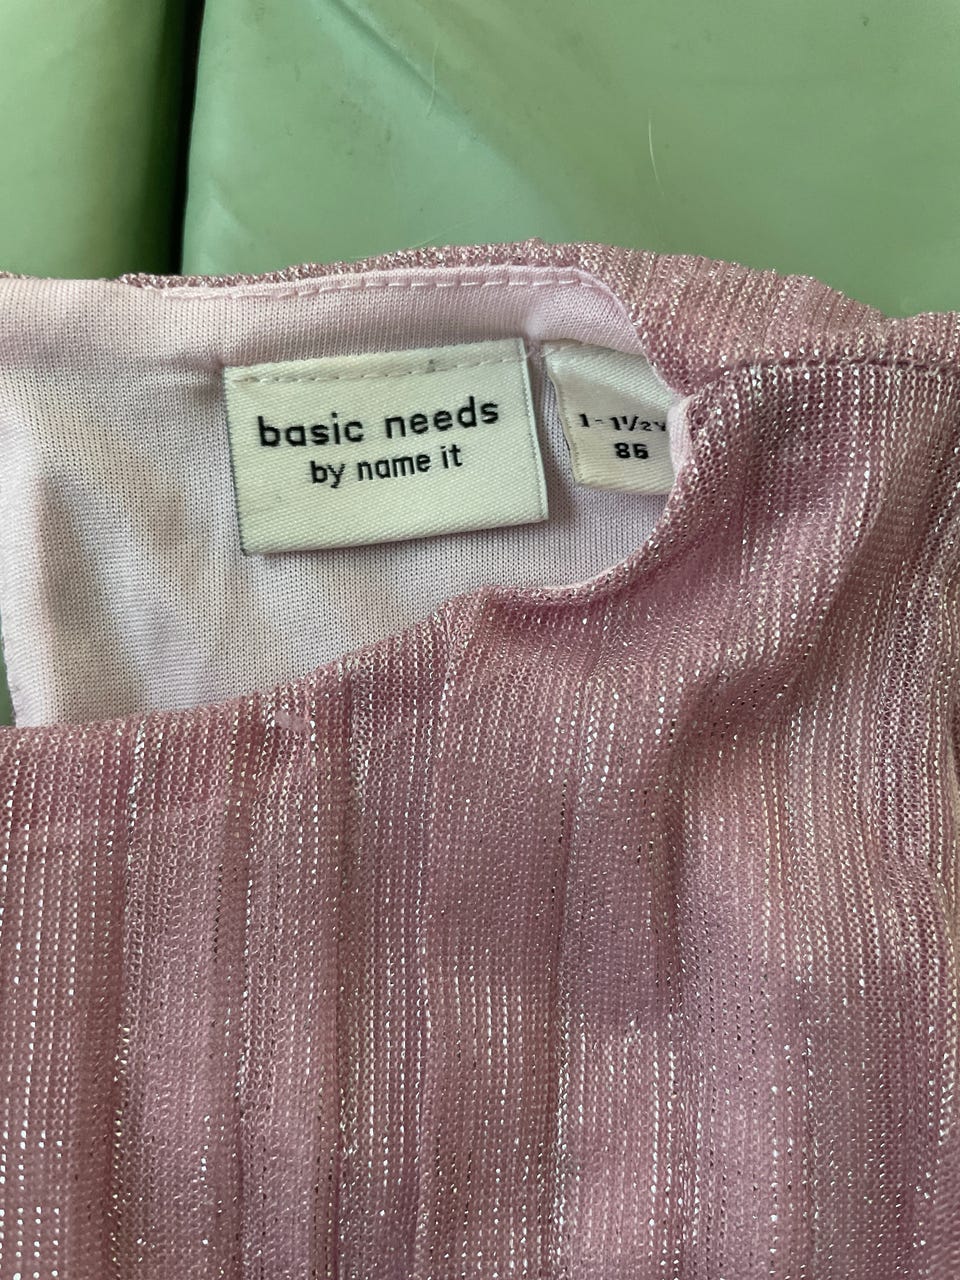 basic needs
by name it
1-1½Y
86